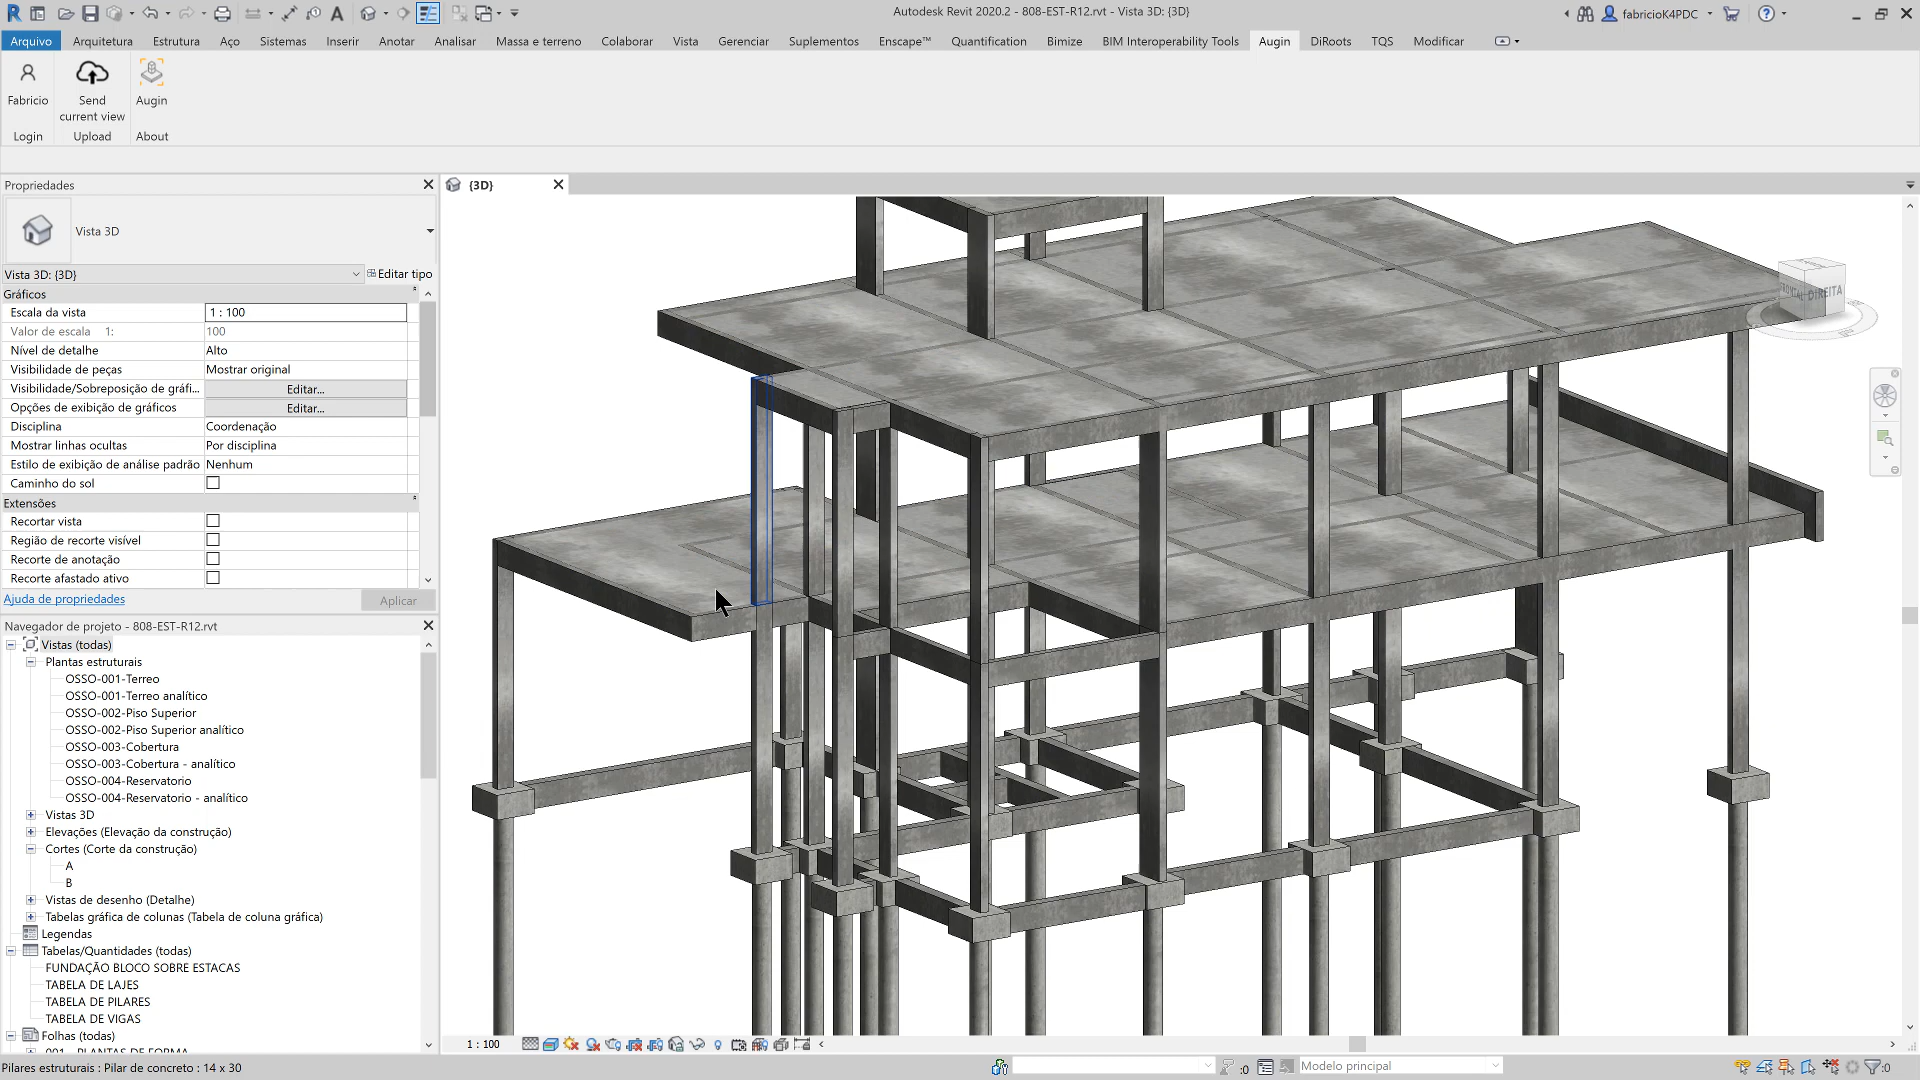 Autodesk Revit 2020.2 - 808-EST-R12.rvt - Vista 3D: {3D}
fabricioK4PDC
Arquivo Arquitetura Estrutura Aço Sistemas Inserir Anotar Analisar Massa e terreno Colaborar Vista Gerenciar Suplementos Enscape™ Quantification Bimize BIM Interoperability Tools Augin DiRoots TQS Modificar
Fabricio Send Augin
current view
Login Upload About
Propriedades
{3D}
Vista 3D
Vista 3D: {3D} Editar tipo
Gráficos
Escala da vista 1 : 100
Valor de escala 1: 100
Nível de detalhe Alto
Visibilidade de peças Mostrar original
Visibilidade/Sobreposição de gráfi... Editar...
Opções de exibição de gráficos Editar...
Disciplina Coordenação
Mostrar linhas ocultas Por disciplina
Estilo de exibição de análise padrão Nenhum
Caminho do sol
Extensões
Recortar vista
Região de recorte visível
Recorte de anotação
Recorte afastado ativo
Ajuda de propriedades Aplicar
FRONTAL DIREITA
Navegador de projeto - 808-EST-R12.rvt
Vistas (todas)
Plantas estruturais
OSSO-001-Terreo
OSSO-001-Terreo analítico
OSSO-002-Piso Superior
OSSO-002-Piso Superior analítico
OSSO-003-Cobertura
OSSO-003-Cobertura - analítico
OSSO-004-Reservatorio
OSSO-004-Reservatorio - analítico
Vistas 3D
Elevações (Elevação da construção)
Cortes (Corte da construção)
A
B
Vistas de desenho (Detalhe)
Tabelas gráfica de colunas (Tabela de coluna gráfica)
Legendas
Tabelas/Quantidades (todas)
FUNDAÇÃO BLOCO SOBRE ESTACAS
TABELA DE LAJES
TABELA DE PILARES
TABELA DE VIGAS
Folhas (todas)
001 - PLANTAS DE FORMA
1 : 100
Pilares estruturais : Pilar de concreto : 14 x 30
:0 Modelo principal :0